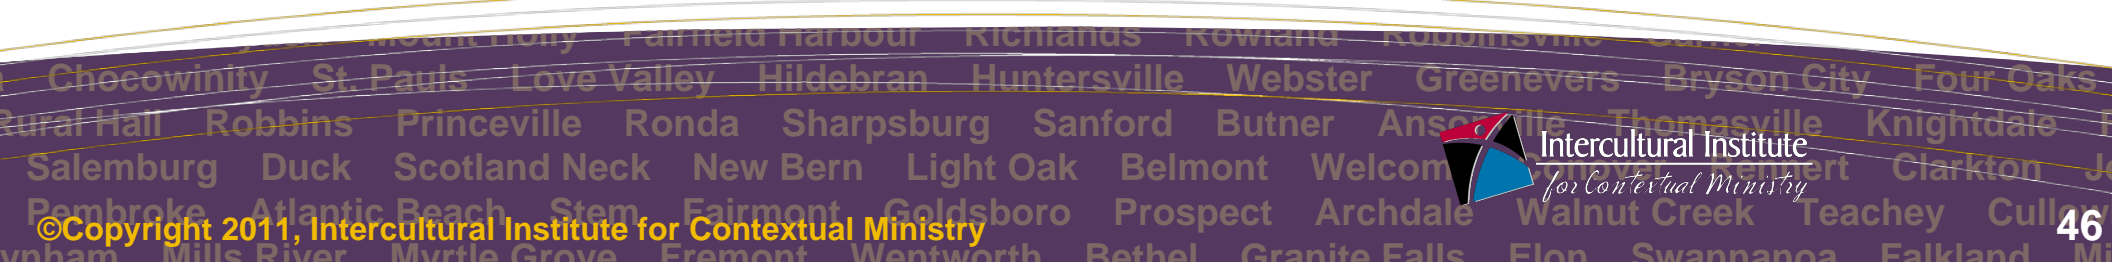 Mount Holly Fairfield Harbour Richlands Rowland Robbinsville
Chocowinity St. Pauls Love Valley Hildebran Huntersville Webster Greenevers Bryson City Four Oaks
Rural Hall Robbins Princeville Ronda Sharpsburg Sanford Butner Ansonville Thomasville Knightdale
Intercultural Institute
Salemburg Duck Scotland Neck New Bern Light Oak Belmont Welcom Conover Clarkton
for Contextual Ministry
Pembroke Atlantic Beach Stem Fairmont Goldsboro Prospect Archdale Walnut Creek Teachey Cullow
©Copyright 2011, Intercultural Institute for Contextual Ministry
46
Mills River Myrtle Grove Fremont Wentworth Bethel Granite Falls Elon Swannanoa Falkland